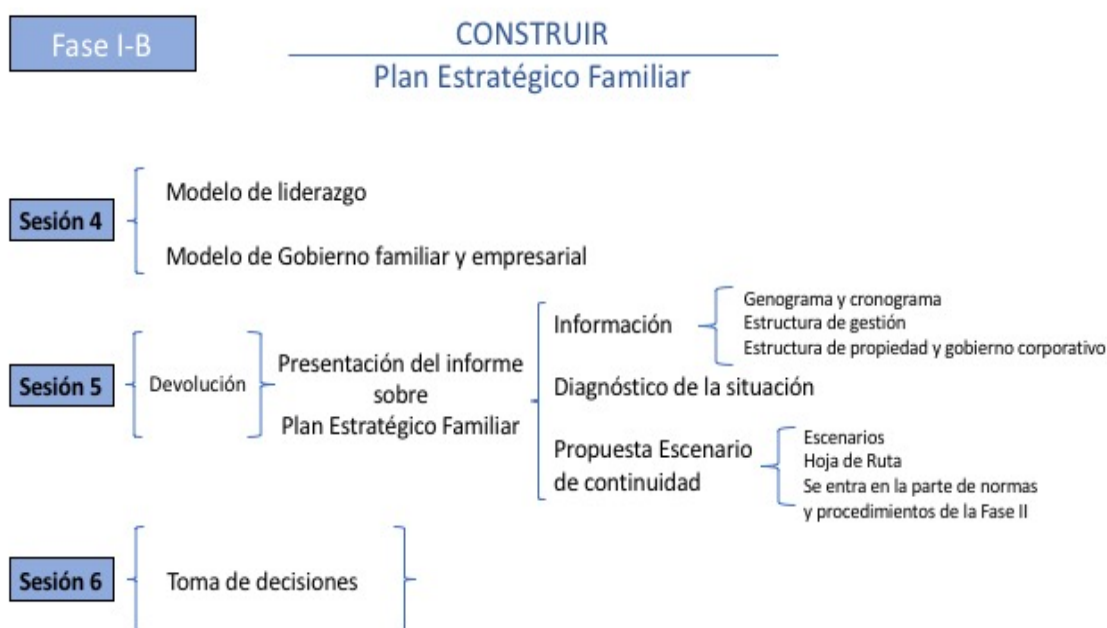 Fase I-B
CONSTRUIR
Plan Estratégico Familiar
Sesión 4
Modelo de liderazgo
Modelo de Gobierno familiar y empresarial
Sesión 5
Devolución
Presentación del informe
sobre
Plan Estratégico Familiar
Información
Genograma y cronograma
Estructura de gestión
Estructura de propiedad y gobierno corporativo
Diagnóstico de la situación
Propuesta Escenario
de continuidad
Escenarios
Hoja de Ruta
Se entra en la parte de normas
y procedimientos de la Fase II
Sesión 6
Toma de decisiones